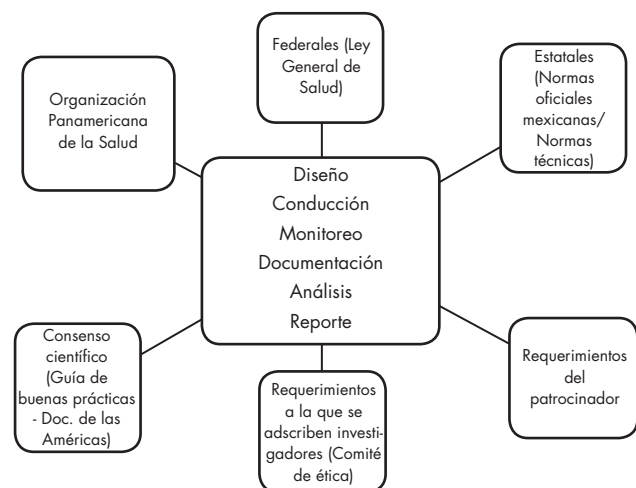 Federales (Ley
General de
Salud)
Organización
Panamericana
de la Salud
Estatales
(Normas
oficiales
mexicanas/
Normas
técnicas)
Diseño
Conducción
Monitoreo
Documentación
Análisis
Reporte
Consenso
científico
(Guía de
buenas prácticas
- Doc. de las
Américas)
Requerimientos
a la que se
adscriben investi-
gadores (Comité
de ética)
Requerimientos
del
patrocinador